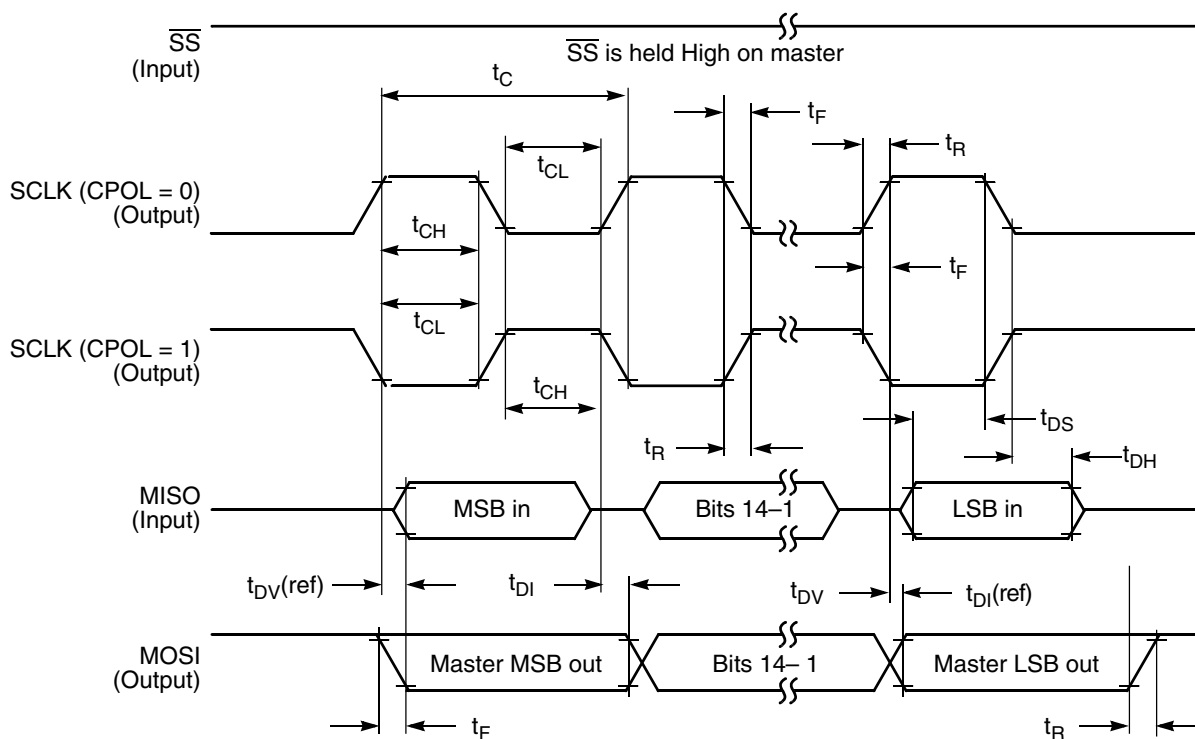 SS
(Input)
SS is held High on master
tC
tF
tR
tCL
SCLK (CPOL = 0)
(Output)
tCH
tF
tCL
SCLK (CPOL = 1)
(Output)
tCH
tDS
tR
tDH
MISO
(Input)
MSB in
Bits 14–1
LSB in
tDV(ref)
tDI
tDV
tDI(ref)
MOSI
(Output)
Master MSB out
Bits 14– 1
Master LSB out
tF
tR